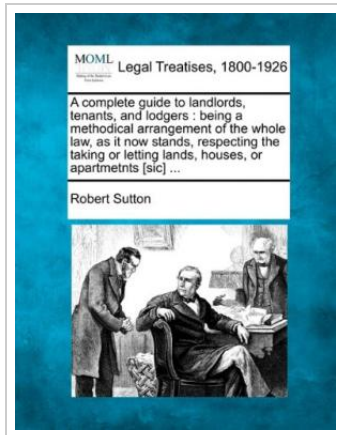 MOML Legal Treatises, 1800-1926
A complete guide to landlords,
tenants, and lodgers : being a
methodical arrangement of the whole
law, as it now stands, respecting the
taking or letting lands, houses, or
apartmetnts [sic] ...
Robert Sutton